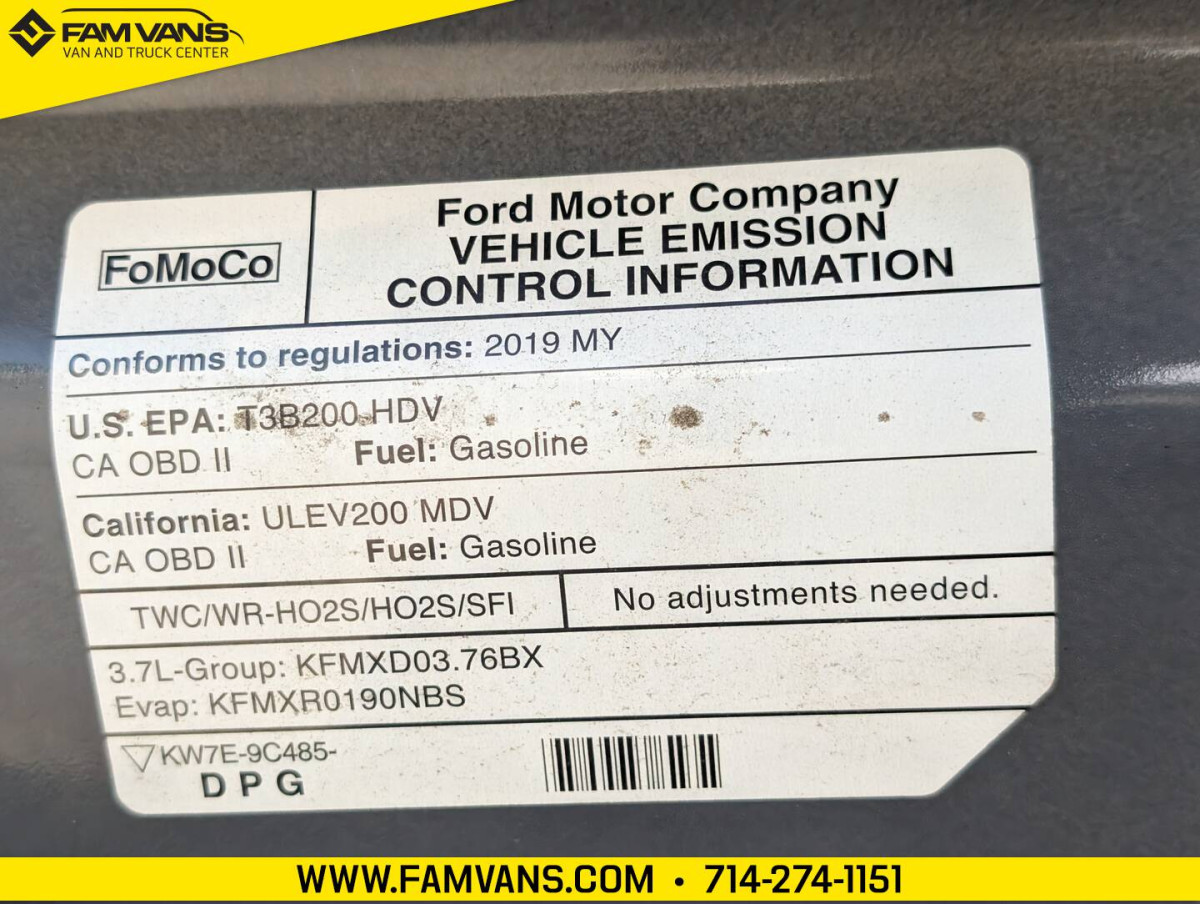 FAM VANS
VAN AND TRUCK CENTER
FoMoCo
Ford Motor Company
VEHICLE EMISSION
CONTROL INFORMATION
Conforms to regulations: 2019 MY
U.S. EPA: T3B200 HDV
CA OBD II Fuel: Gasoline
California: ULEV200 MDV
CA OBD II Fuel: Gasoline
TWC/WR-HO2S/HO2S/SFI
No adjustments needed.
3.7L-Group: KFMXD03.76BX
Evap: KFMXR0190NBS
KW7E-9C485-
D P G
WWW.FAMVANS.COM • 714-274-1151